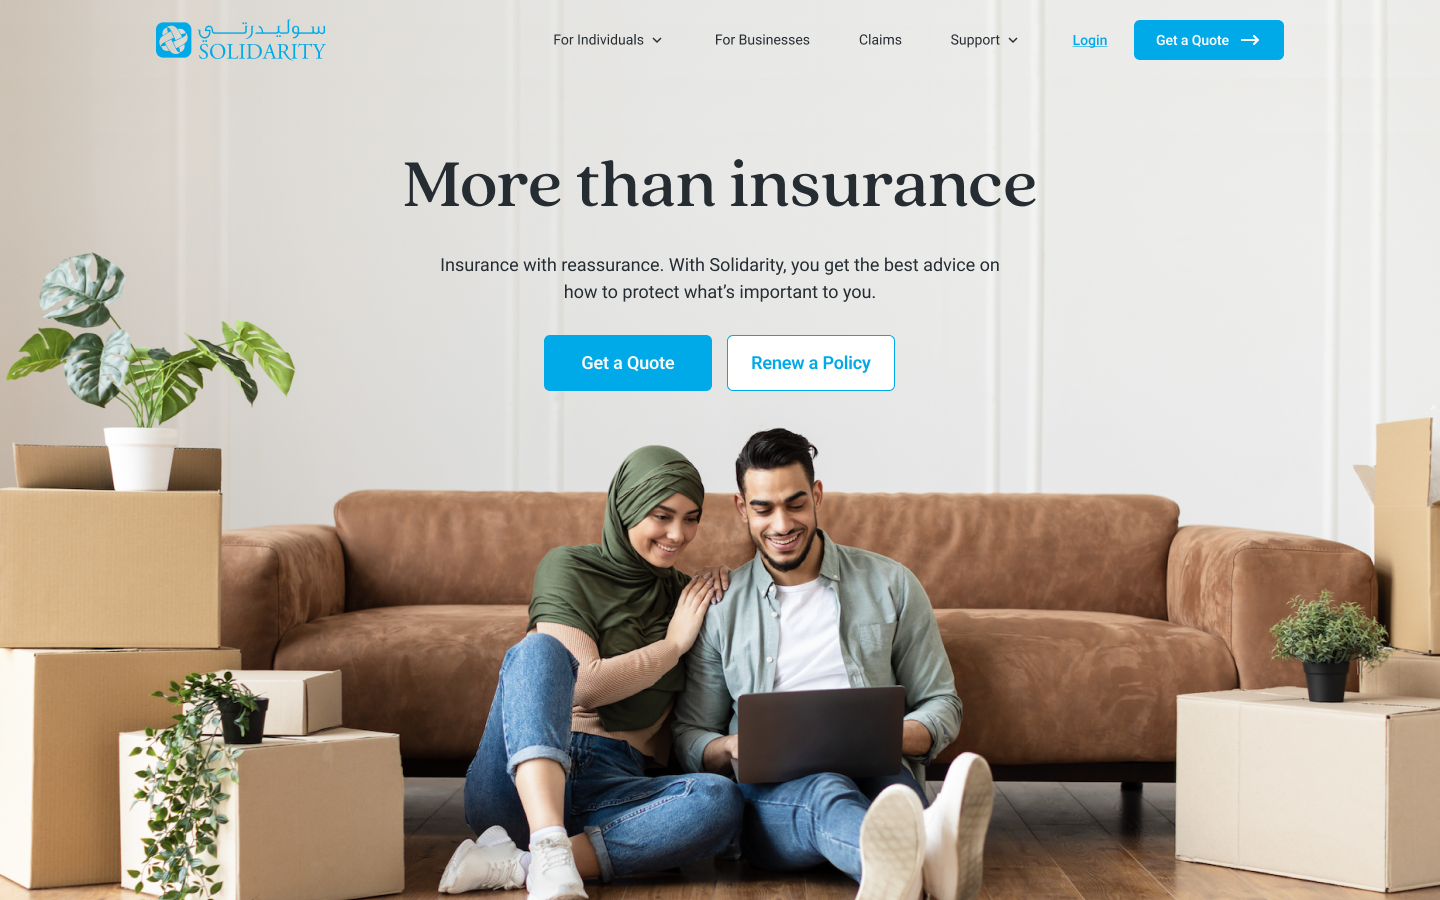 سوليدرتي
SOLIDARITY
For Individuals
For Businesses
Claims
Support
Login
Get a Quote
More than insurance
Insurance with reassurance. With Solidarity, you get the best advice on
how to protect what’s important to you.
Get a Quote
Renew a Policy